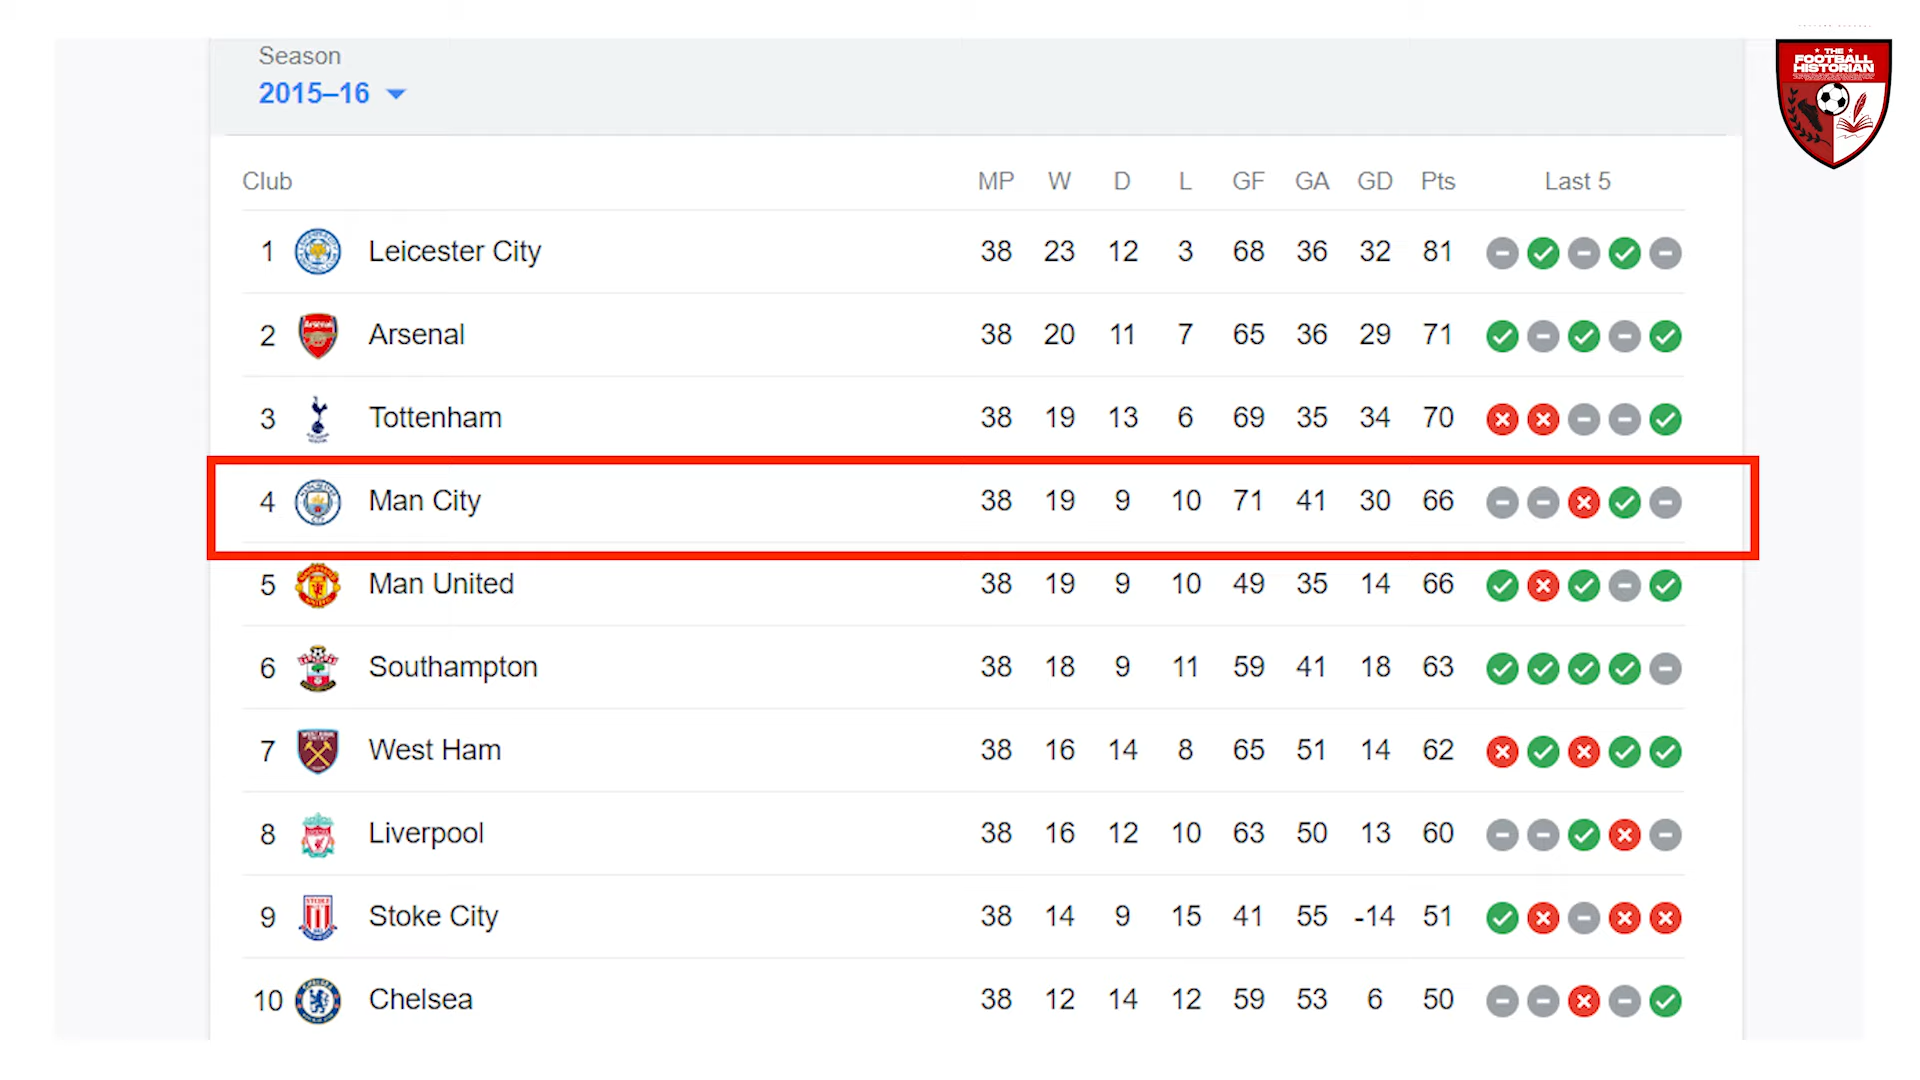 Season
2015–16
THE
FOOTBALL
HISTORIAN
Club MP W D L GF GA GD Pts Last 5
1 Leicester City 38 23 12 3 68 36 32 81
2 Arsenal 38 20 11 7 65 36 29 71
3 Tottenham 38 19 13 6 69 35 34 70
4 Man City 38 19 9 10 71 41 30 66
5 Man United 38 19 9 10 49 35 14 66
6 Southampton 38 18 9 11 59 41 18 63
7 West Ham 38 16 14 8 65 51 14 62
8 Liverpool 38 16 12 10 63 50 13 60
9 Stoke City 38 14 9 15 41 55 -14 51
10 Chelsea 38 12 14 12 59 53 6 50